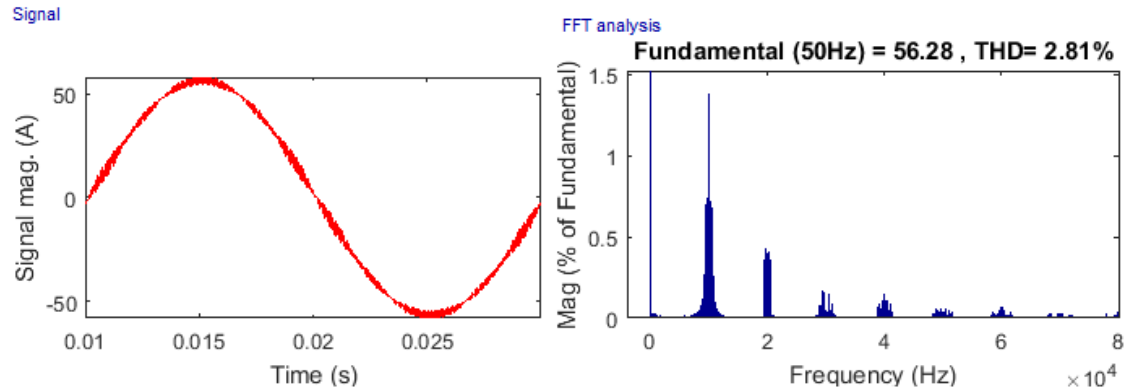 Signal
50
0
-50
Signal mag. (A)
0.01
0.015
0.02
0.025
Time (s)
FFT analysis
Fundamental (50Hz) = 56.28 , THD= 2.81%
1.5
1
0.5
0
Mag (% of Fundamental)
0
2
4
6
8
Frequency (Hz)
×10⁴